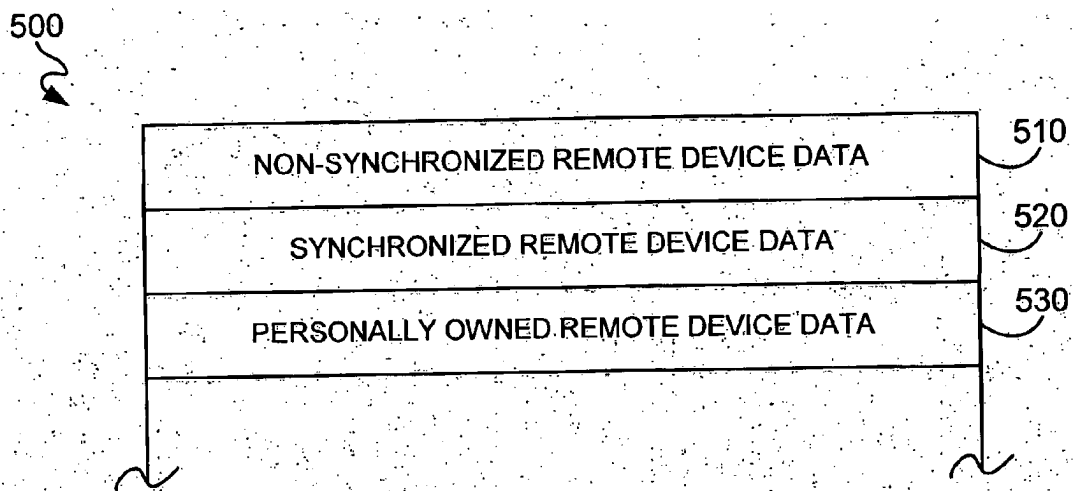 500
NON-SYNCHRONIZED REMOTE DEVICE DATA
510
SYNCHRONIZED REMOTE DEVICE DATA
520
PERSONALLY OWNED REMOTE DEVICE DATA
530